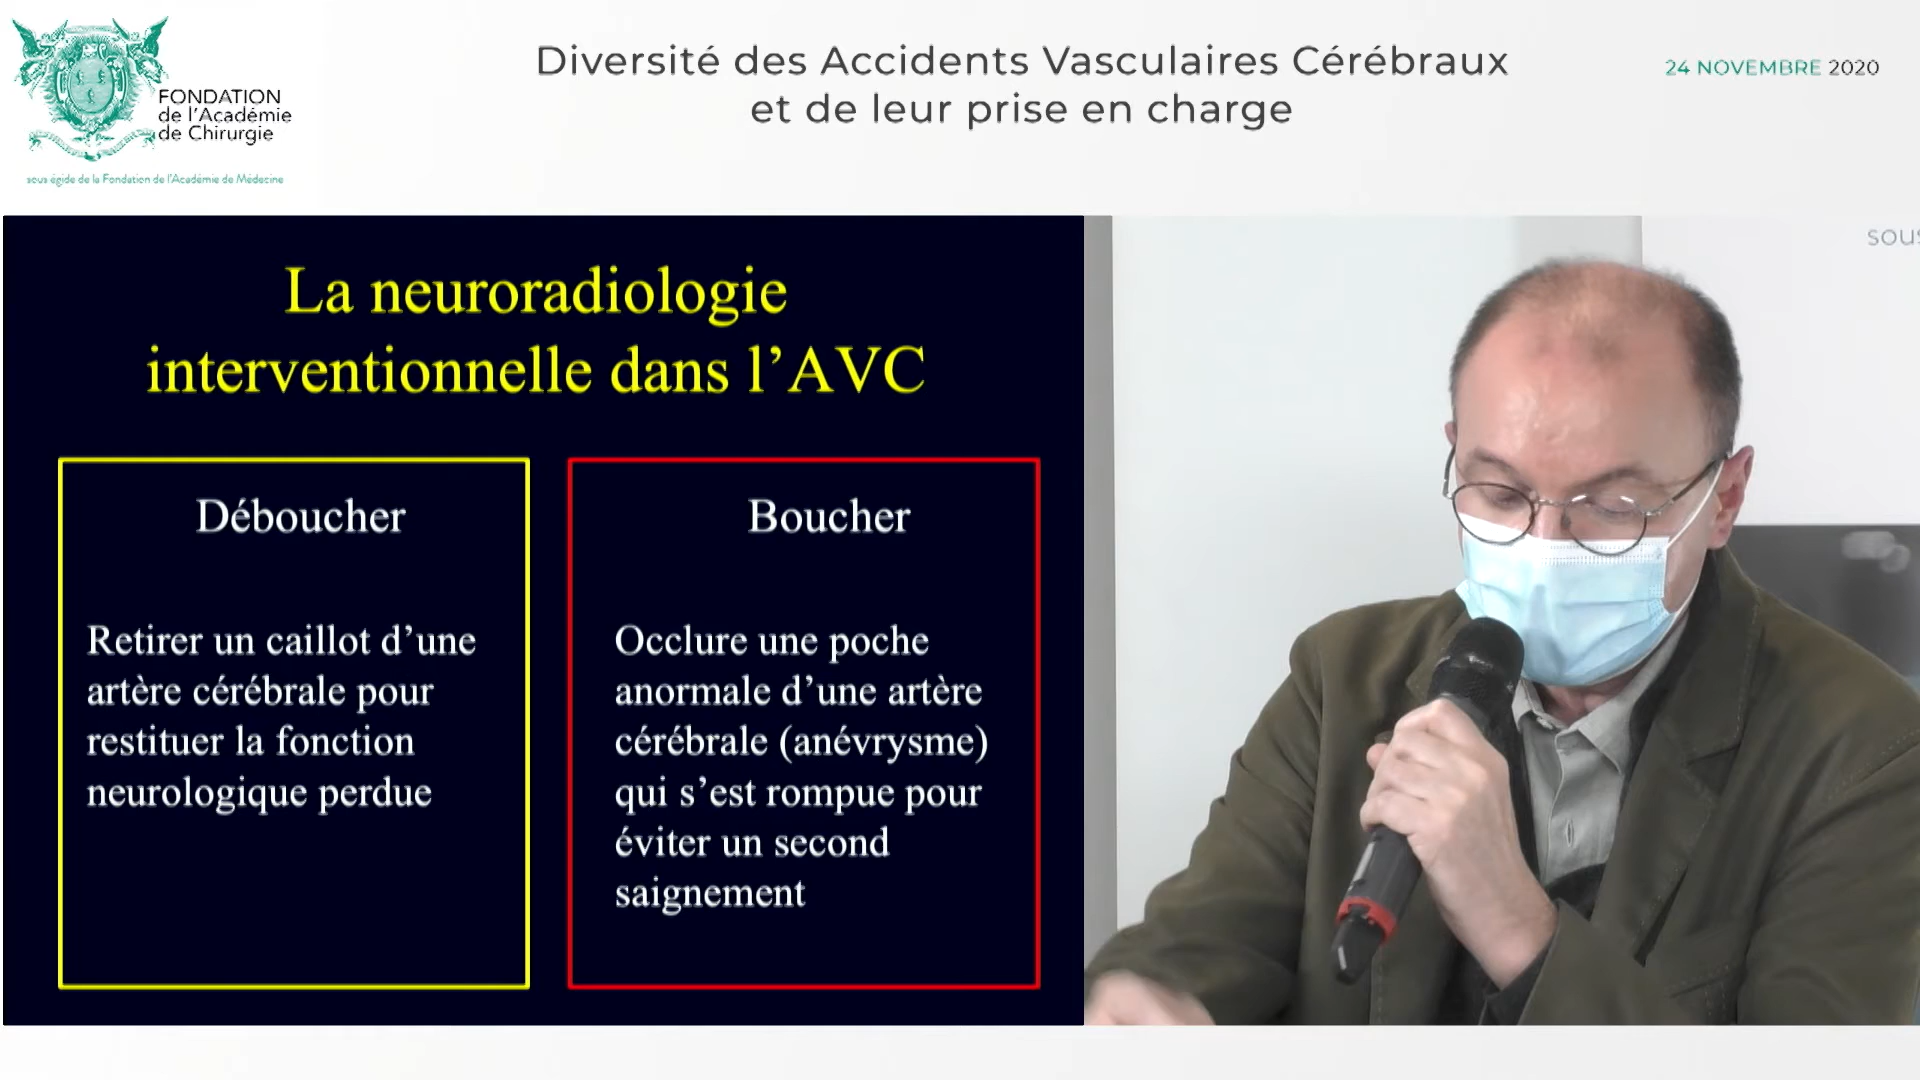 FONDATION
de l'Académie
de Chirurgie
sous égide de la Fondation de l'Académie de Médecine
Diversité des Accidents Vasculaires Cérébraux
et de leur prise en charge
24 NOVEMBRE 2020
La neuroradiologie
interventionnelle dans l'AVC
Déboucher
Retirer un caillot d'une
artère cérébrale pour
restituer la fonction
neurologique perdue
Boucher
Occlure une poche
anormale d'une artère
cérébrale (anévrysme)
qui s'est rompue pour
éviter un second
saignement
sous